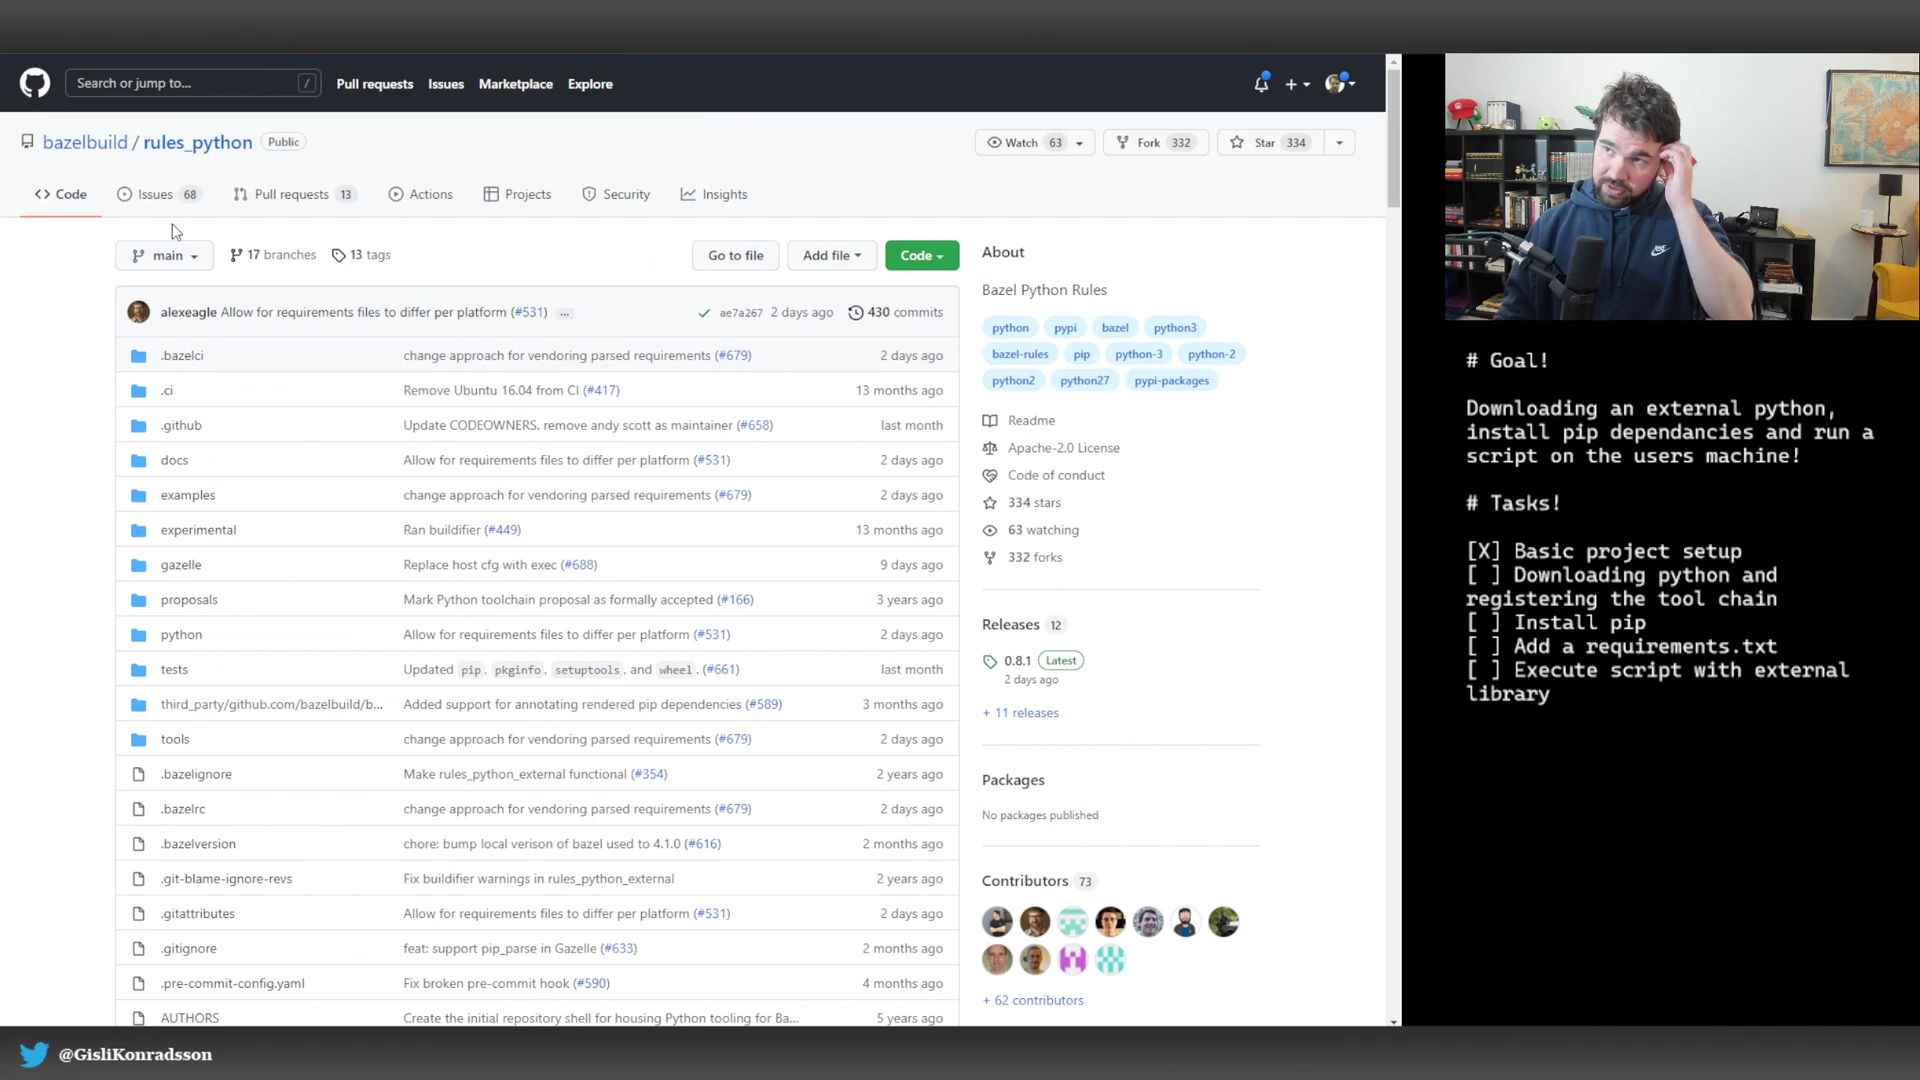 Search or jump to... /
Pull requests Issues Marketplace Explore
bazelbuild / rules_python Public
Watch 63 Fork 332 Star 334
Code Issues 68 Pull requests 13 Actions Projects Security Insights
main 17 branches 13 tags Go to file Add file Code
alexeagle Allow for requirements files to differ per platform (#531) ... ae7a267 2 days ago 430 commits
.bazelci change approach for vendoring parsed requirements (#679) 2 days ago
.ci Remove Ubuntu 16.04 from CI (#417) 13 months ago
.github Update CODEOWNERS. remove andy scott as maintainer (#658) last month
docs Allow for requirements files to differ per platform (#531) 2 days ago
examples change approach for vendoring parsed requirements (#679) 2 days ago
experimental Ran buildifier (#449) 13 months ago
gazelle Replace host cfg with exec (#688) 9 days ago
proposals Mark Python toolchain proposal as formally accepted (#166) 3 years ago
python Allow for requirements files to differ per platform (#531) 2 days ago
tests Updated pip, pkginfo, setuptools, and wheel. (#661) last month
third_party/github.com/bazelbuild/b... Added support for annotating rendered pip dependencies (#589) 3 months ago
tools change approach for vendoring parsed requirements (#679) 2 days ago
.bazelignore Make rules_python_external functional (#354) 2 years ago
.bazelrc change approach for vendoring parsed requirements (#679) 2 days ago
.bazelversion chore: bump local verison of bazel used to 4.1.0 (#616) 2 months ago
.git-blame-ignore-revs Fix buildifier warnings in rules_python_external 2 years ago
.gitattributes Allow for requirements files to differ per platform (#531) 2 days ago
.gitignore feat: support pip_parse in Gazelle (#633) 2 months ago
.pre-commit-config.yaml Fix broken pre-commit hook (#590) 4 months ago
AUTHORS Create the initial repository shell for housing Python tooling for Ba... 5 years ago
About
Bazel Python Rules
python pypi bazel python3
bazel-rules pip python-3 python-2
python2 python27 pypi-packages
Readme
Apache-2.0 License
Code of conduct
334 stars
63 watching
332 forks
Releases 12
0.8.1 Latest
2 days ago
+ 11 releases
Packages
No packages published
Contributors 73
+ 62 contributors
# Goal!
Downloading an external python,
install pip dependancies and run a
script on the users machine!
# Tasks!
[X] Basic project setup
[ ] Downloading python and
registering the tool chain
[ ] Install pip
[ ] Add a requirements.txt
[ ] Execute script with external
library
@GisliKonradsson